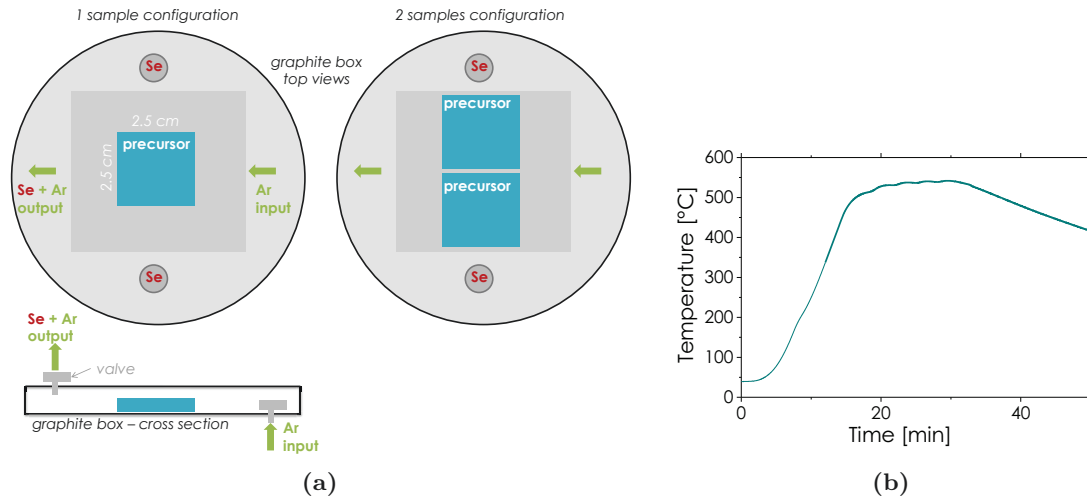 1 sample configuration
2 samples configuration
Se
Se
graphite box
top views
2.5 cm
2.5 cm
precursor
precursor
precursor
Se + Ar
output
Ar
input
Se
Se
Se + Ar
output
valve
graphite box – cross section
Ar
input
(a)
600
500
400
300
200
100
0
Temperature [°C]
0
20
40
Time [min]
(b)